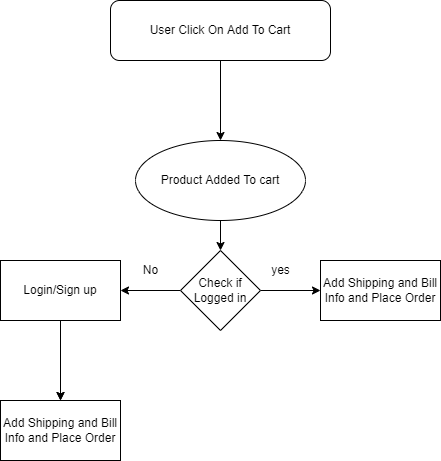 User Click On Add To Cart
Product Added To cart
No
yes
Login/Sign up
Check if
Logged in
Add Shipping and Bill
Info and Place Order
Add Shipping and Bill
Info and Place Order